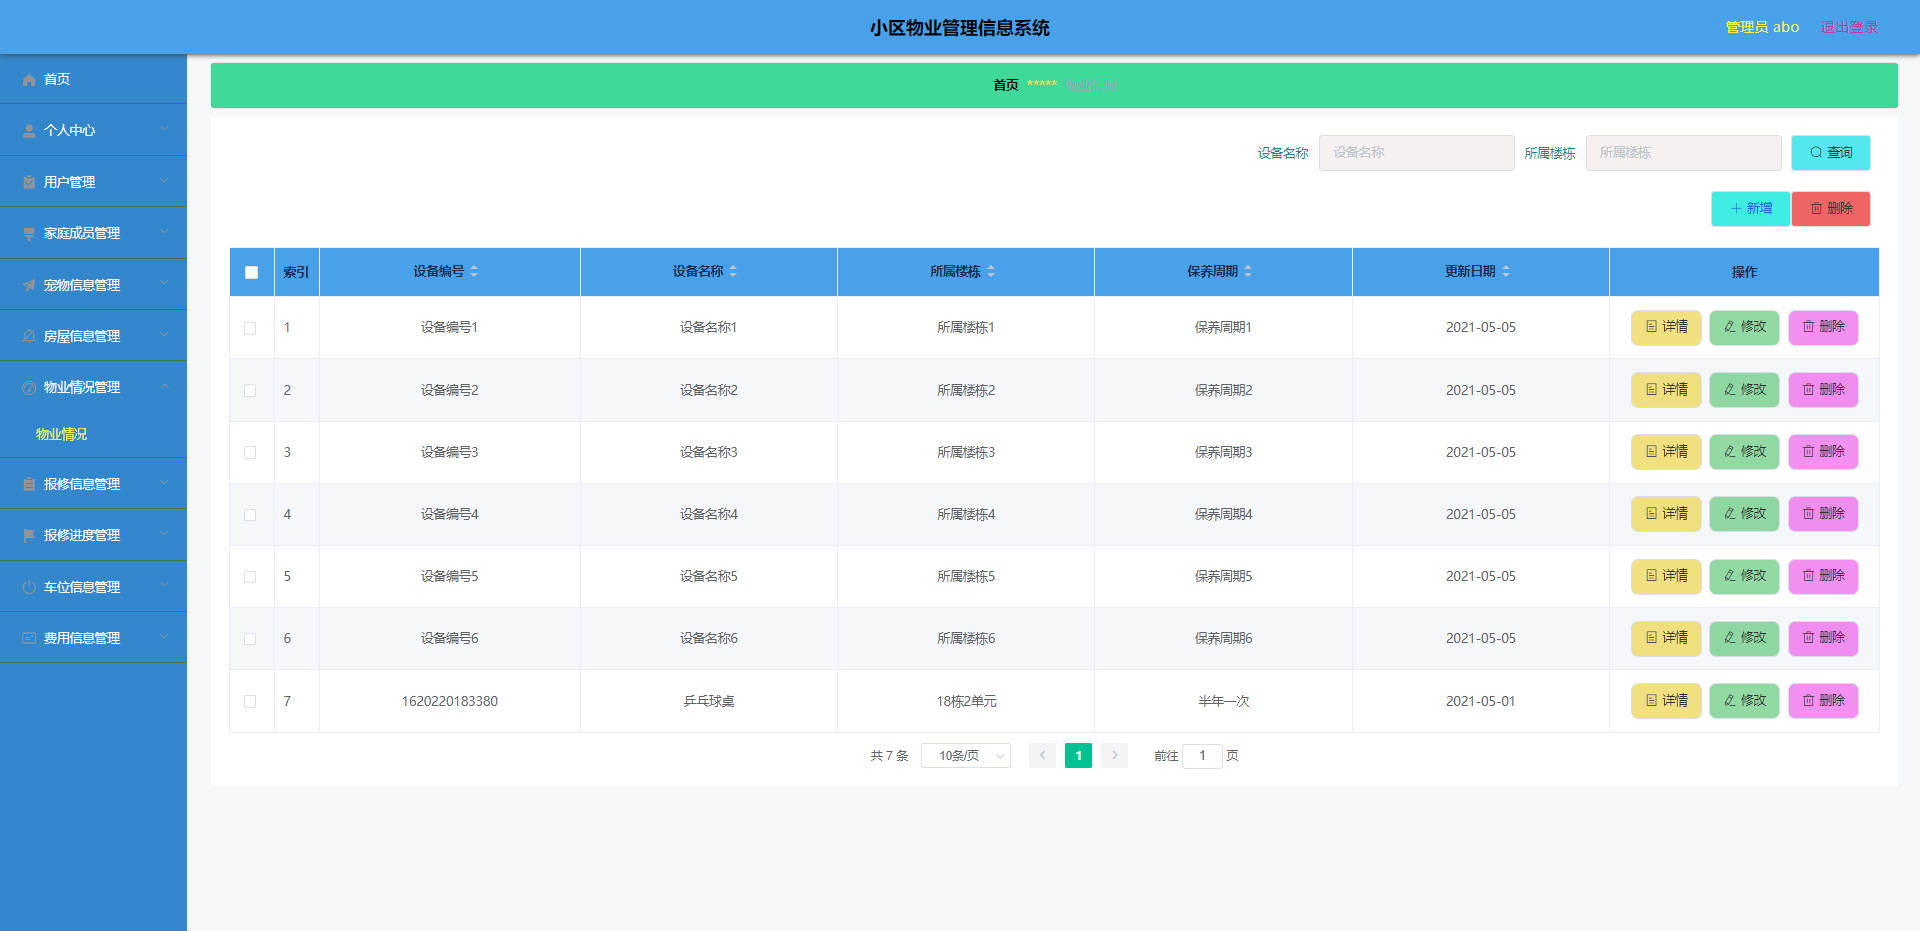 小区物业管理信息系统
管理员 abo 退出登录
首页
个人中心
用户管理
家庭成员管理
宠物信息管理
房屋信息管理
物业情况管理
物业情况
报修信息管理
报修进度管理
车位信息管理
费用信息管理
首页 ***** 物业情况
设备名称 设备名称 所属楼栋 所属楼栋 查询
新增 删除
索引 设备编号 设备名称 所属楼栋 保养周期 更新日期 操作
1 设备编号1 设备名称1 所属楼栋1 保养周期1 2021-05-05 详情 修改 删除
2 设备编号2 设备名称2 所属楼栋2 保养周期2 2021-05-05 详情 修改 删除
3 设备编号3 设备名称3 所属楼栋3 保养周期3 2021-05-05 详情 修改 删除
4 设备编号4 设备名称4 所属楼栋4 保养周期4 2021-05-05 详情 修改 删除
5 设备编号5 设备名称5 所属楼栋5 保养周期5 2021-05-05 详情 修改 删除
6 设备编号6 设备名称6 所属楼栋6 保养周期6 2021-05-05 详情 修改 删除
7 1620220183380 乒乓球桌 18栋2单元 半年一次 2021-05-01 详情 修改 删除
共 7 条 10条/页 1 前往 1 页